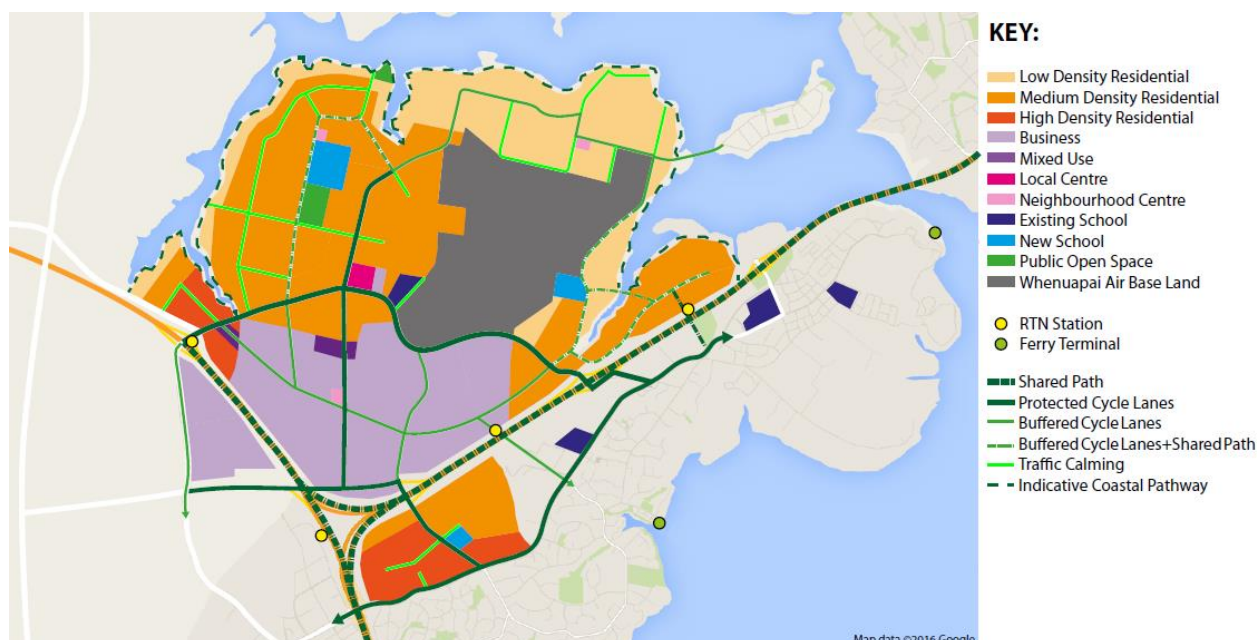 KEY:
Low Density Residential
Medium Density Residential
High Density Residential
Business
Mixed Use
Local Centre
Neighbourhood Centre
Existing School
New School
Public Open Space
Whenuapai Air Base Land
RTN Station
Ferry Terminal
Shared Path
Protected Cycle Lanes
Buffered Cycle Lanes
Buffered Cycle Lanes+Shared Path
Traffic Calming
Indicative Coastal Pathway
Map data ©2016 Google